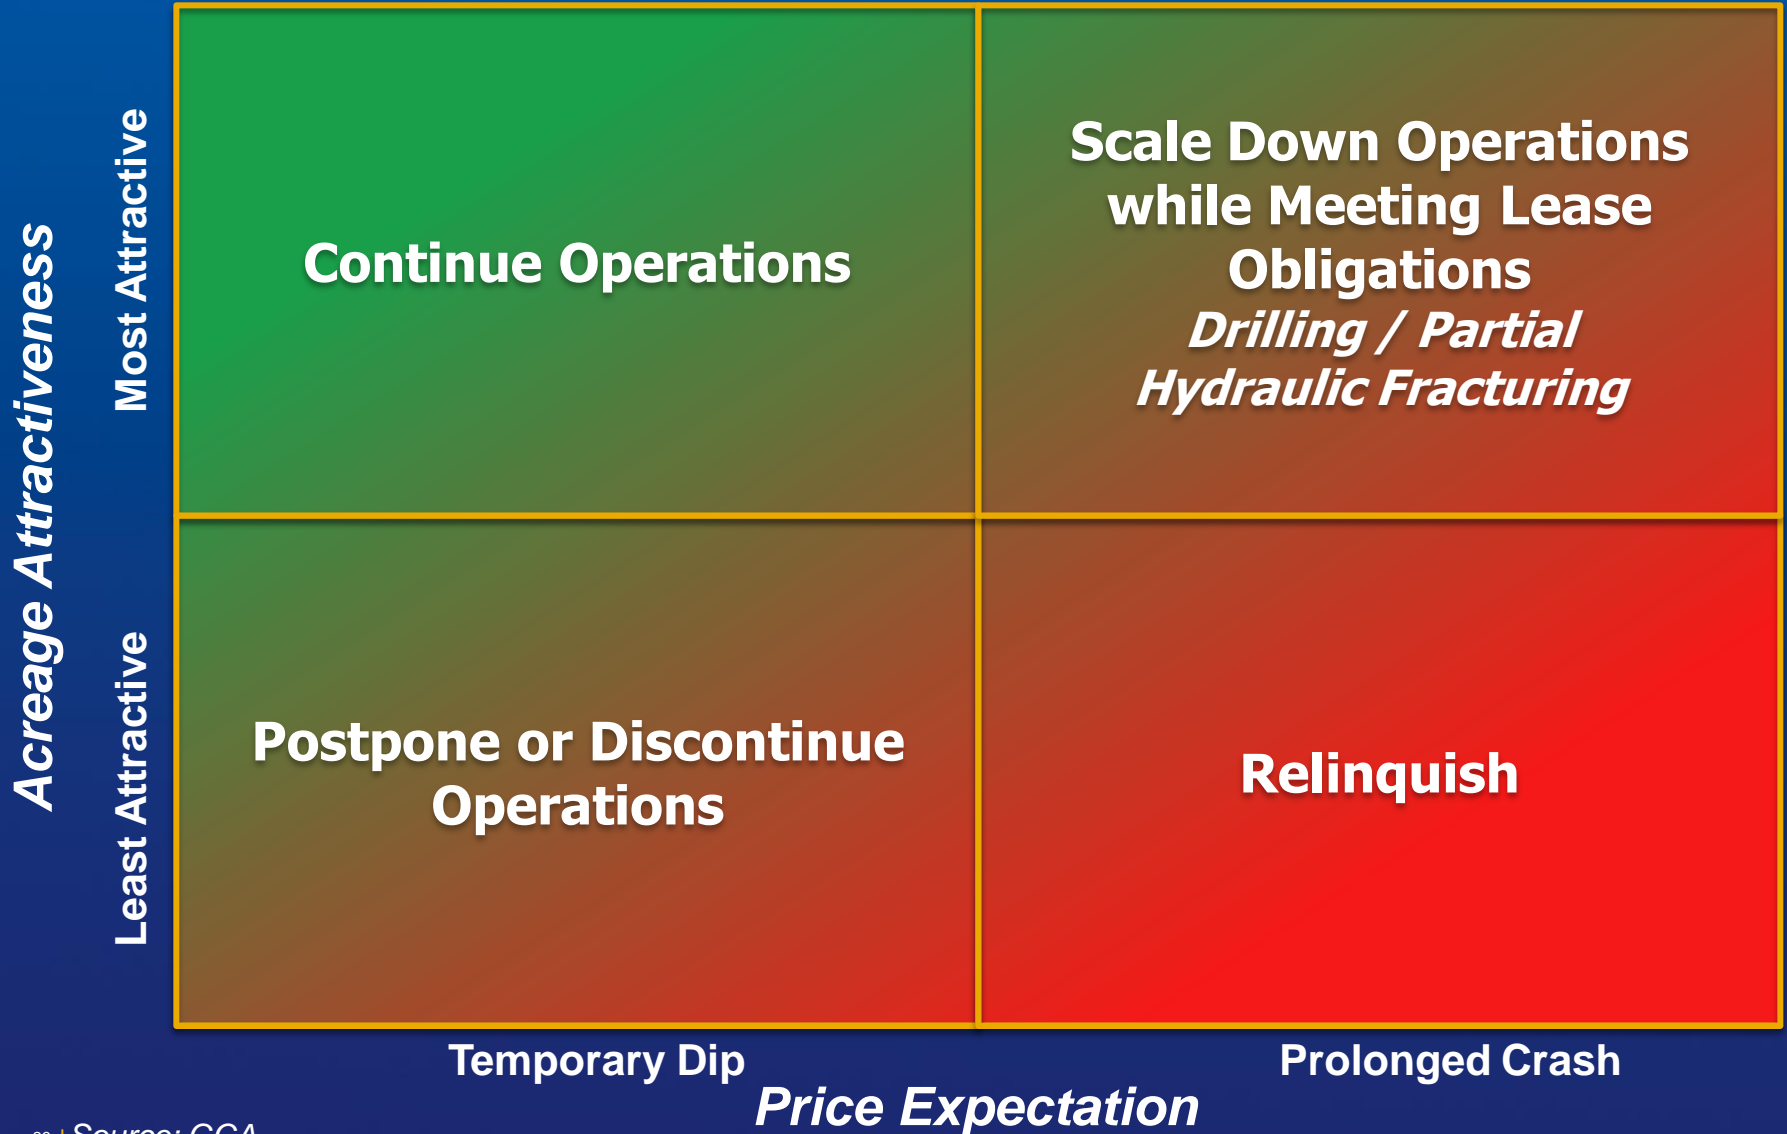 Acreage Attractiveness
Most Attractive
Least Attractive
Continue Operations
Scale Down Operations
while Meeting Lease
Obligations
Drilling / Partial
Hydraulic Fracturing
Postpone or Discontinue
Operations
Relinquish
Temporary Dip
Prolonged Crash
Price Expectation
Source: